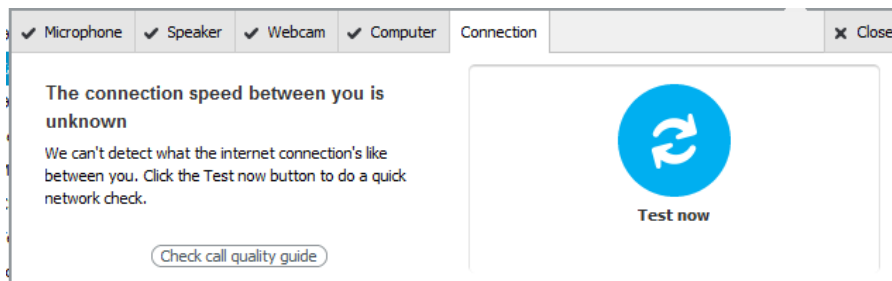 Microphone Speaker Webcam Computer Connection Close
The connection speed between you is
unknown
We can't detect what the internet connection's like
between you. Click the Test now button to do a quick
network check.
Check call quality guide
Test now